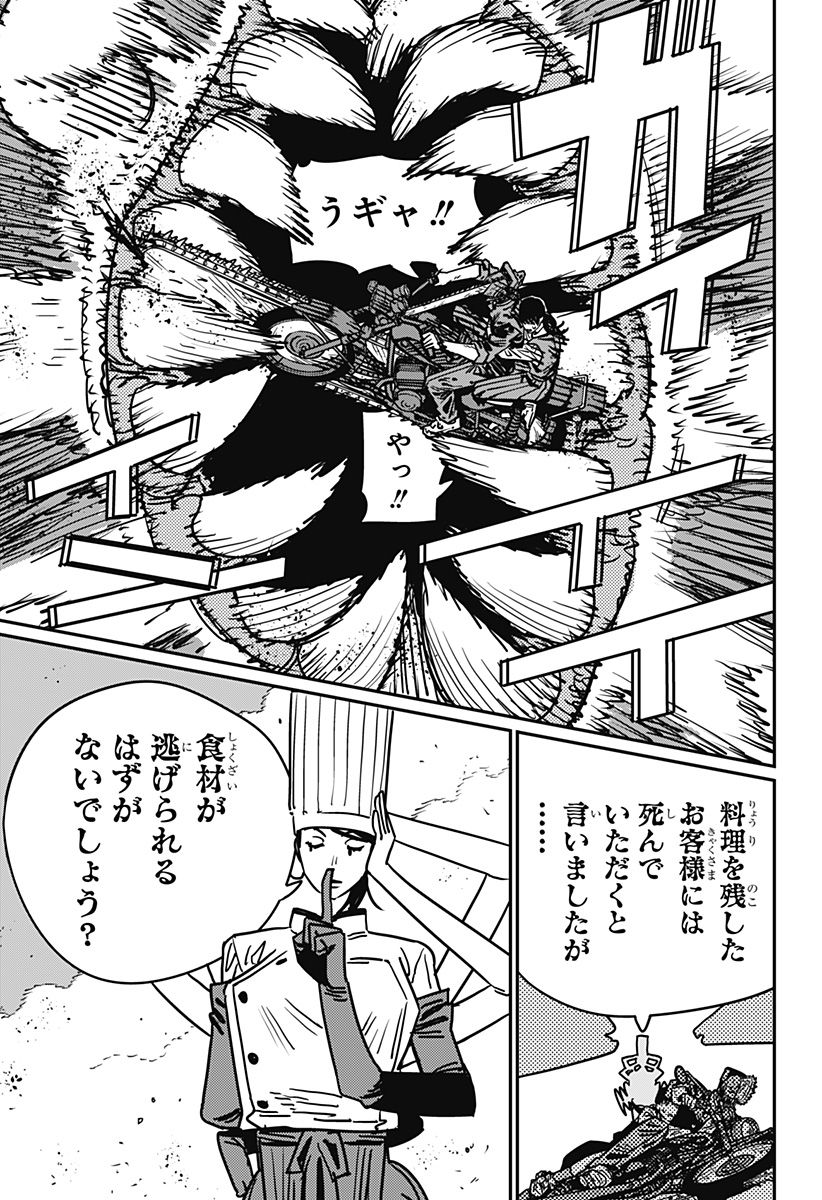 ガイイイイン
うギャ!!
やっ!!
料理を残した
お客様には
死んで
いただくと
言いましたが
……
食材が
逃げられる
はずが
ないでしょう?